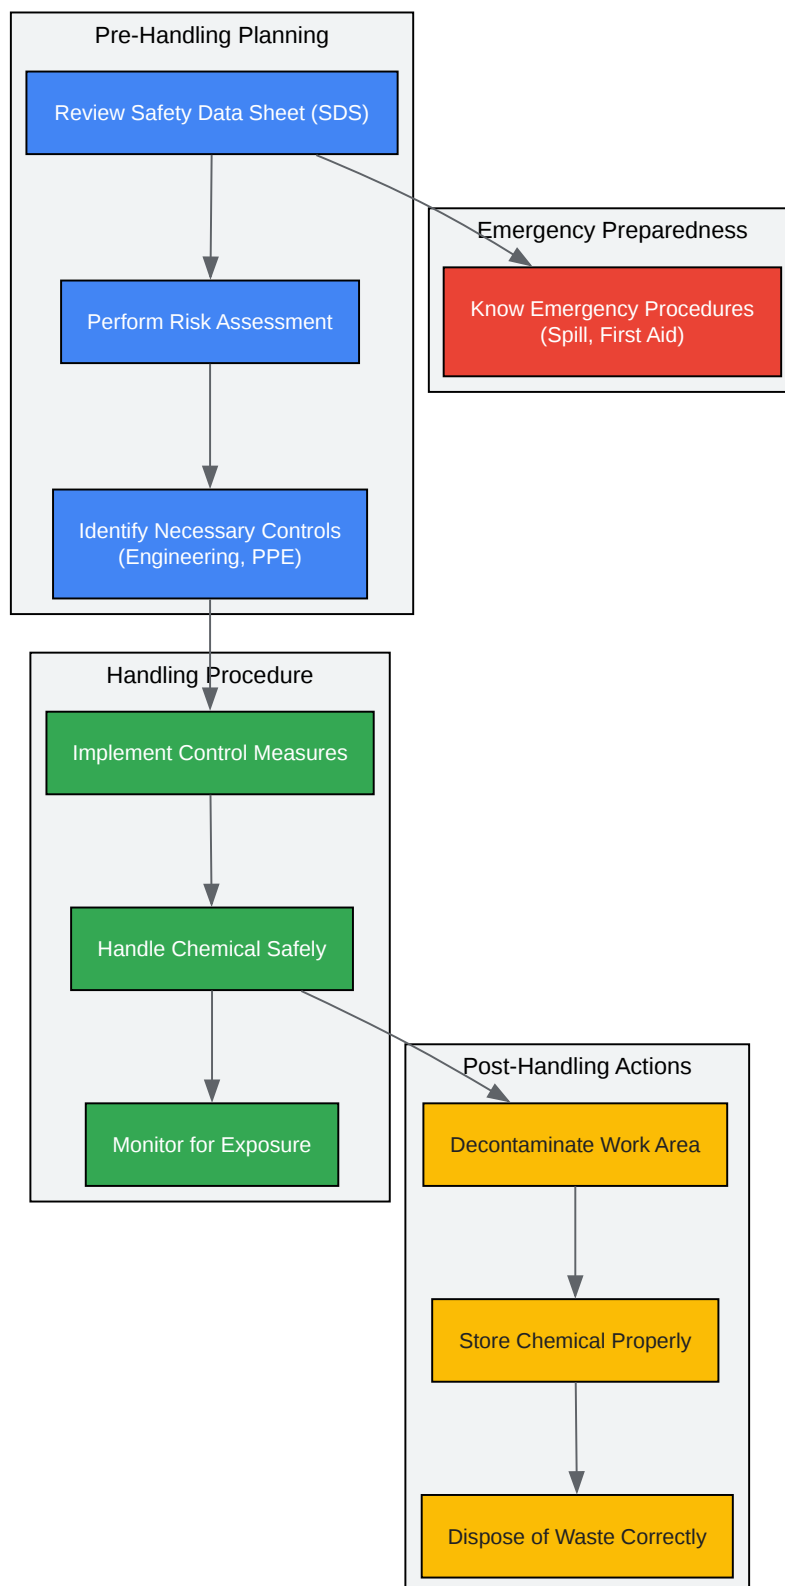 Pre-Handling Planning
Review Safety Data Sheet (SDS)
Emergency Preparedness
Know Emergency Procedures
(Spill, First Aid)
Perform Risk Assessment
Identify Necessary Controls
(Engineering, PPE)
Handling Procedure
Implement Control Measures
Handle Chemical Safely
Monitor for Exposure
Post-Handling Actions
Decontaminate Work Area
Store Chemical Properly
Dispose of Waste Correctly